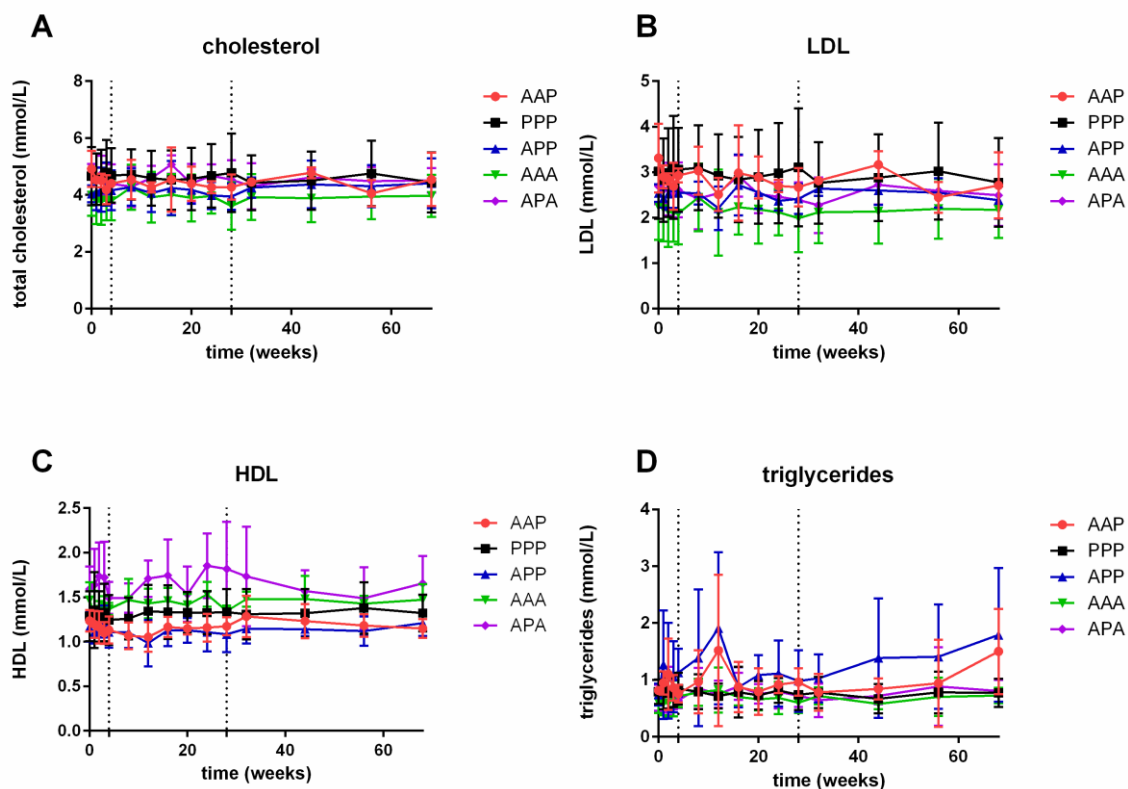 A
cholesterol
total cholesterol (mmol/L)
8
6
4
2
0
0 20 40 60
time (weeks)
AAP
PPP
APP
AAA
APA
B
LDL
LDL (mmol/L)
5
4
3
2
1
0
0 20 40 60
time (weeks)
AAP
PPP
APP
AAA
APA
C
HDL
HDL (mmol/L)
2.5
2.0
1.5
1.0
0.5
0.0
0 20 40 60
time (weeks)
AAP
PPP
APP
AAA
APA
D
triglycerides
triglycerides (mmol/L)
4
3
2
1
0
0 20 40 60
time (weeks)
AAP
PPP
APP
AAA
APA